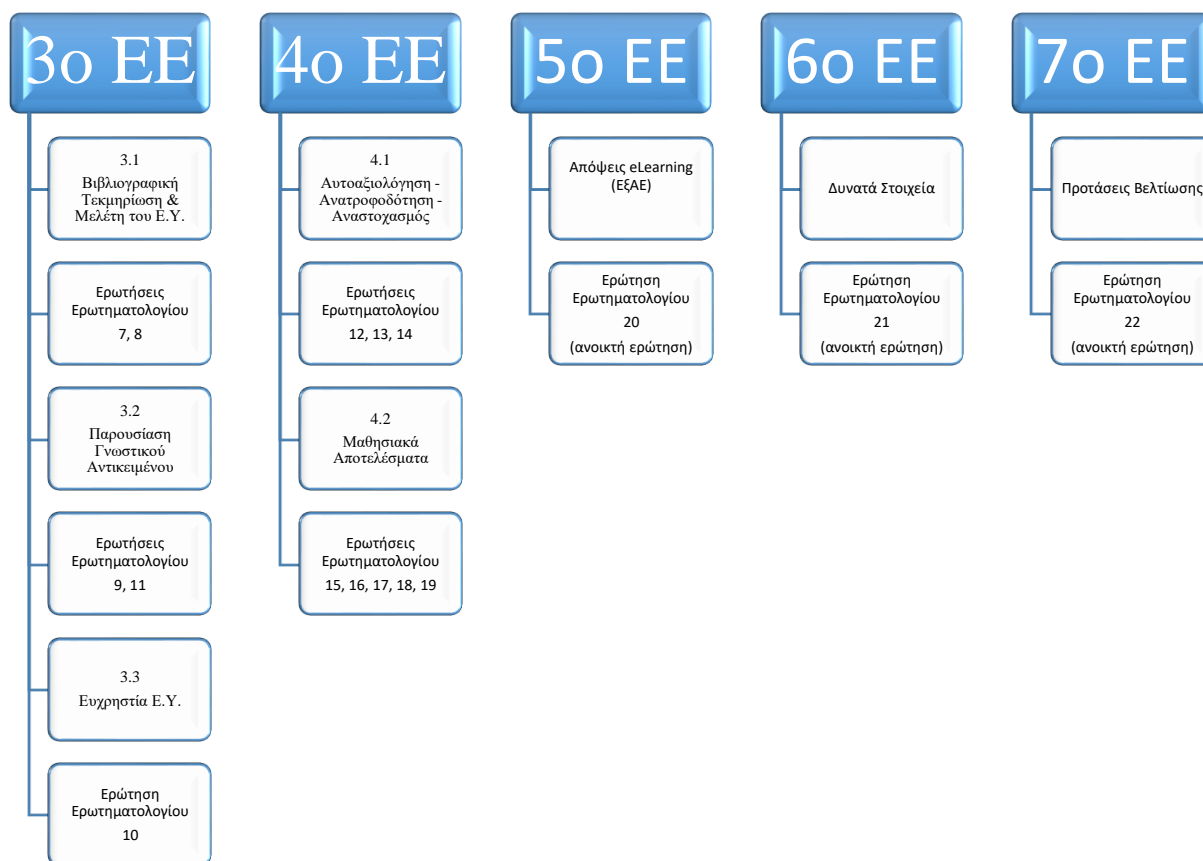 3ο ΕΕ
3.1
Βιβλιογραφική
Τεκμηρίωση &
Μελέτη του Ε.Υ.
Ερωτήσεις
Ερωτηματολογίου
7, 8
3.2
Παρουσίαση
Γνωστικού
Αντικειμένου
Ερωτήσεις
Ερωτηματολογίου
9, 11
3.3
Ευχρηστία Ε.Υ.
Ερώτηση
Ερωτηματολογίου
10
4ο ΕΕ
4.1
Αυτοαξιολόγηση -
Ανατροφοδότηση -
Αναστοχασμός
Ερωτήσεις
Ερωτηματολογίου
12, 13, 14
4.2
Μαθησιακά
Αποτελέσματα
Ερωτήσεις
Ερωτηματολογίου
15, 16, 17, 18, 19
5ο ΕΕ
Απόψεις eLearning
(ΕξΑΕ)
Ερώτηση
Ερωτηματολογίου
20
(ανοικτή ερώτηση)
6ο ΕΕ
Δυνατά Στοιχεία
Ερώτηση
Ερωτηματολογίου
21
(ανοικτή ερώτηση)
7ο ΕΕ
Προτάσεις Βελτίωσης
Ερώτηση
Ερωτηματολογίου
22
(ανοικτή ερώτηση)